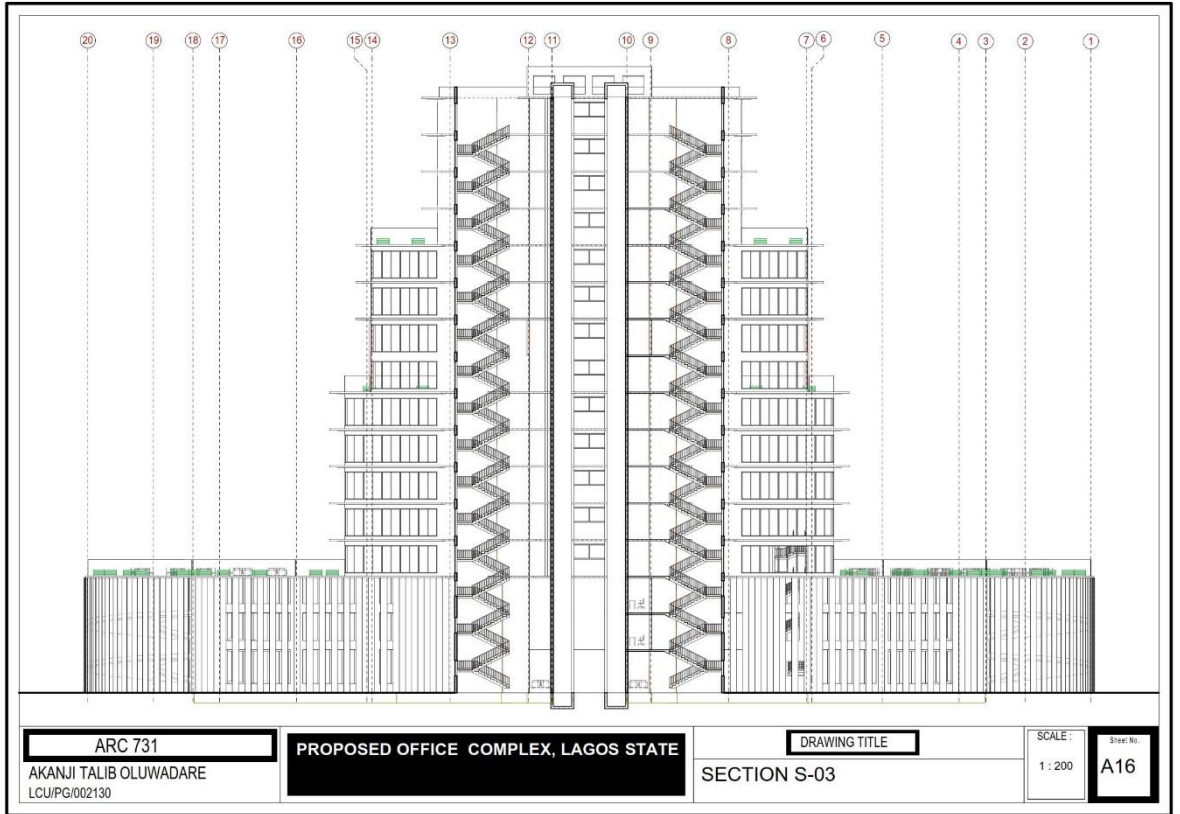 20 19 18 17 16 15 14 13 12 11 10 9 8 7 6 5 4 3 2 1
ARC 731
AKANJI TALIB OLUWADARE
LCU/PG/002130
PROPOSED OFFICE COMPLEX, LAGOS STATE
DRAWING TITLE
SECTION S-03
SCALE :
1 : 200
Sheet No.
A16